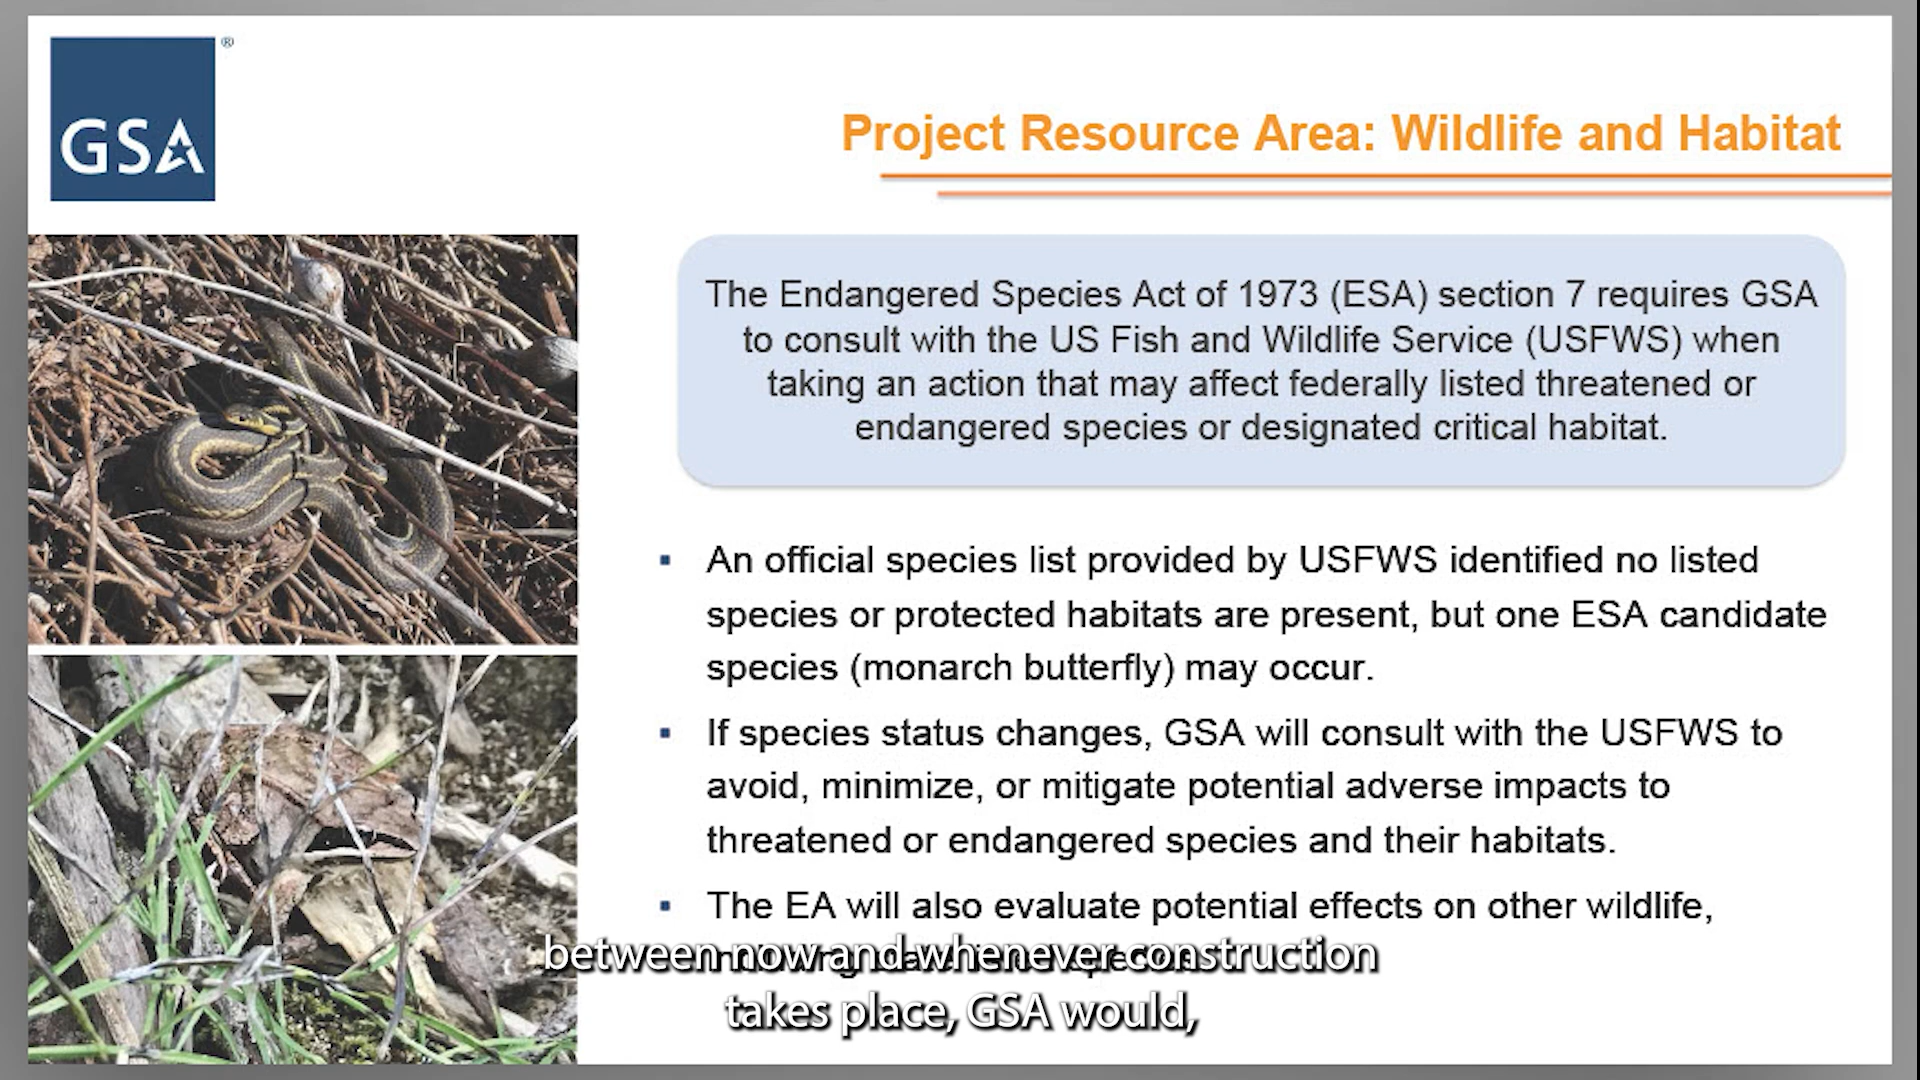 GSA®
Project Resource Area: Wildlife and Habitat
The Endangered Species Act of 1973 (ESA) section 7 requires GSA
to consult with the US Fish and Wildlife Service (USFWS) when
taking an action that may affect federally listed threatened or
endangered species or designated critical habitat.
▪ An official species list provided by USFWS identified no listed
species or protected habitats are present, but one ESA candidate
species (monarch butterfly) may occur.
▪ If species status changes, GSA will consult with the USFWS to
avoid, minimize, or mitigate potential adverse impacts to
threatened or endangered species and their habitats.
▪ The EA will also evaluate potential effects on other wildlife,
between now and whenever construction
takes place, GSA would,